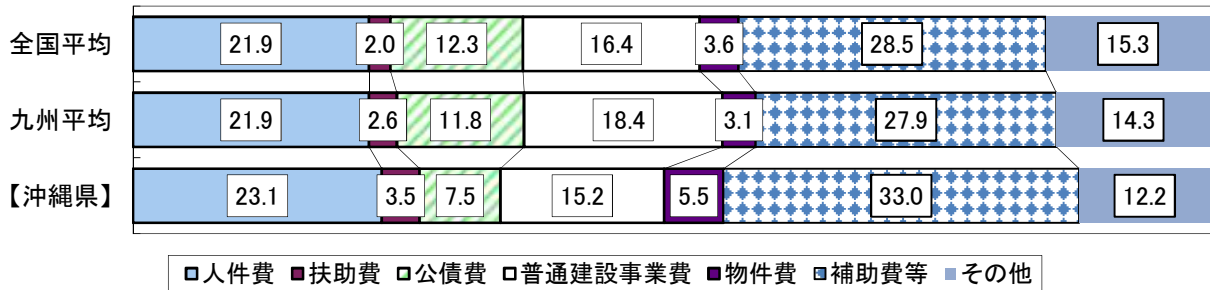 全国平均 21.9 2.0 12.3 16.4 3.6 28.5 15.3
九州平均 21.9 2.6 11.8 18.4 3.1 27.9 14.3
【沖縄県】 23.1 3.5 7.5 15.2 5.5 33.0 12.2
人件費 扶助費 公債費 普通建設事業費 物件費 補助費等 その他